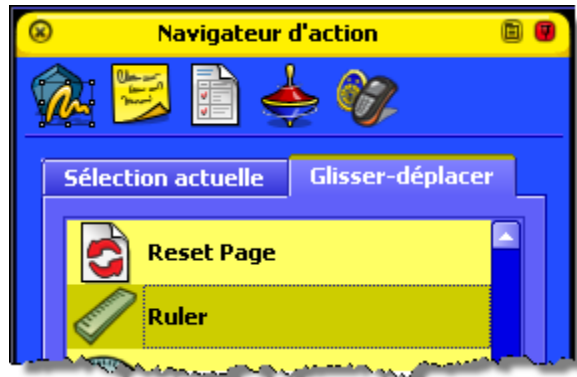 Navigateur d'action
Sélection actuelle
Glisser-déplacer
Reset Page
Ruler